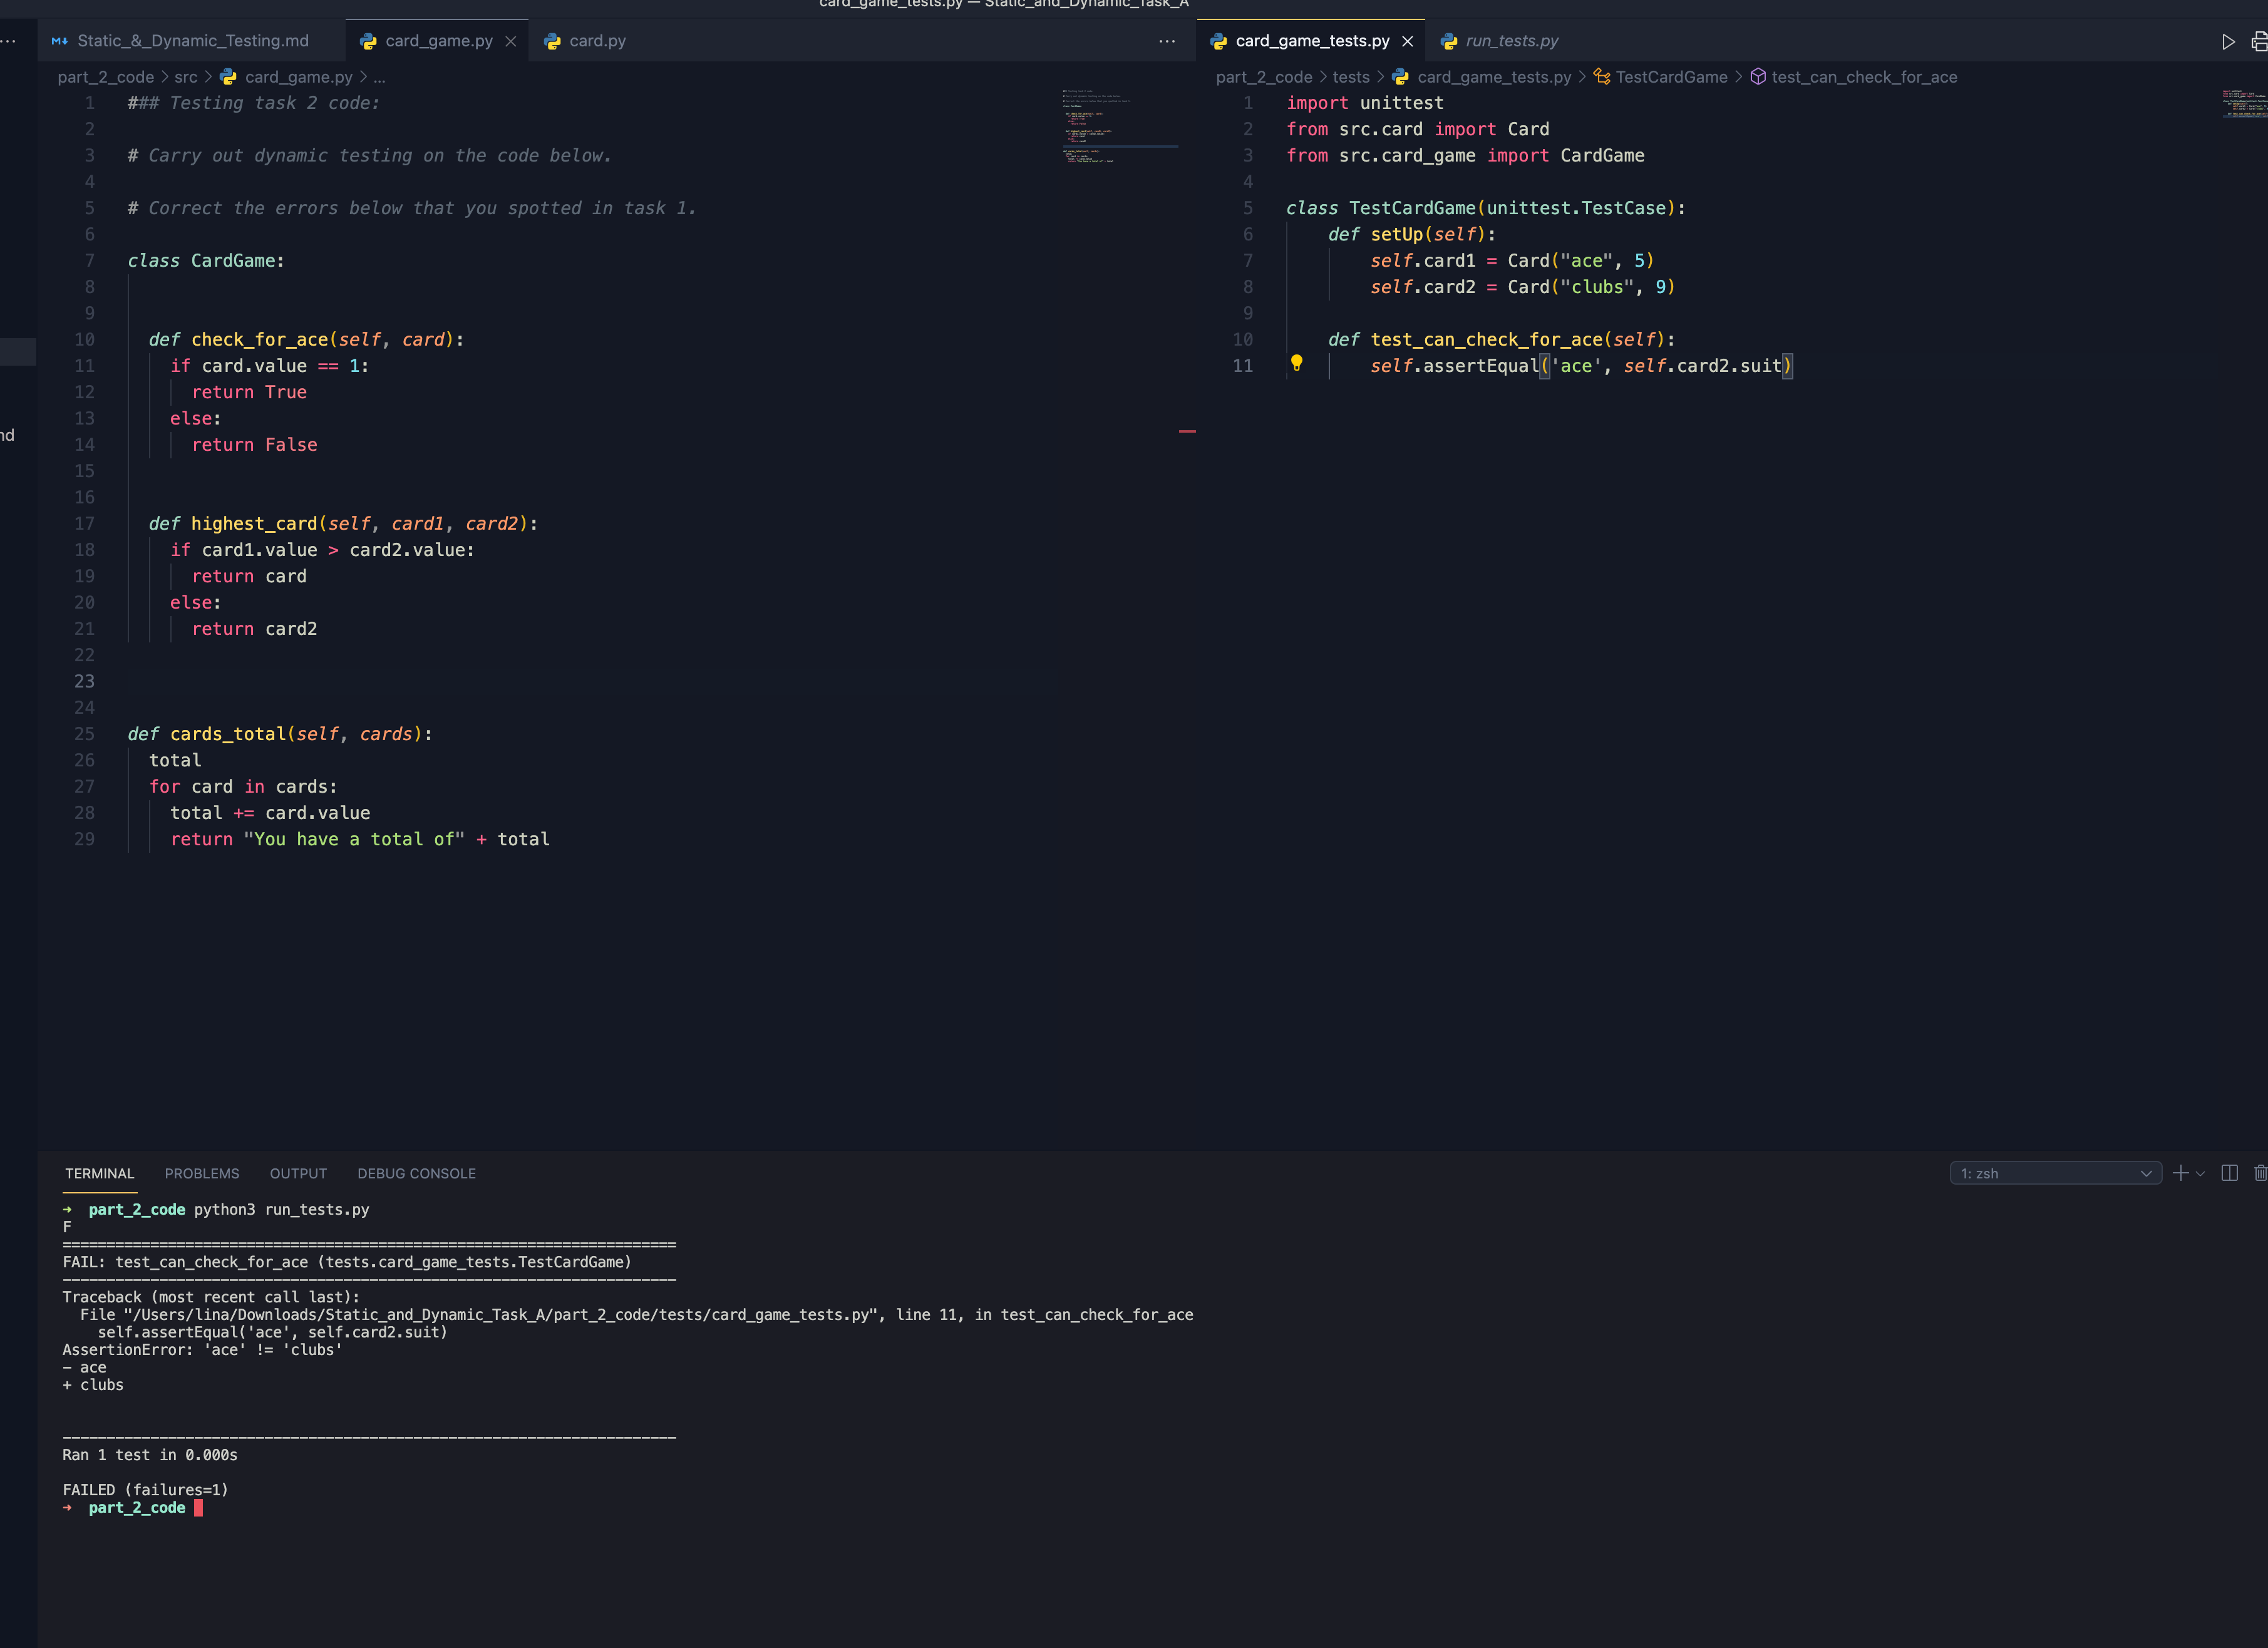 card_game_tests.py — Static_and_Dynamic_Task_A
Static_&_Dynamic_Testing.md
card_game.py
card.py
part_2_code > src > card_game.py > ...
1 ### Testing task 2 code:
2
3 # Carry out dynamic testing on the code below.
4
5 # Correct the errors below that you spotted in task 1.
6
7 class CardGame:
8
9
10 def check_for_ace(self, card):
11 if card.value == 1:
12 return True
13 else:
14 return False
15
16
17 def highest_card(self, card1, card2):
18 if card1.value > card2.value:
19 return card
20 else:
21 return card2
22
23
24
25 def cards_total(self, cards):
26 total
27 for card in cards:
28 total += card.value
29 return "You have a total of" + total
nd
card_game_tests.py
run_tests.py
part_2_code > tests > card_game_tests.py > TestCardGame > test_can_check_for_ace
1 import unittest
2 from src.card import Card
3 from src.card_game import CardGame
4
5 class TestCardGame(unittest.TestCase):
6 def setUp(self):
7 self.card1 = Card("ace", 5)
8 self.card2 = Card("clubs", 9)
9
10 def test_can_check_for_ace(self):
11 self.assertEqual('ace', self.card2.suit)
TERMINAL PROBLEMS OUTPUT DEBUG CONSOLE
1: zsh
→ part_2_code python3 run_tests.py
F
======================================================================
FAIL: test_can_check_for_ace (tests.card_game_tests.TestCardGame)
----------------------------------------------------------------------
Traceback (most recent call last):
File "/Users/lina/Downloads/Static_and_Dynamic_Task_A/part_2_code/tests/card_game_tests.py", line 11, in test_can_check_for_ace
self.assertEqual('ace', self.card2.suit)
AssertionError: 'ace' != 'clubs'
- ace
+ clubs
----------------------------------------------------------------------
Ran 1 test in 0.000s
FAILED (failures=1)
→ part_2_code